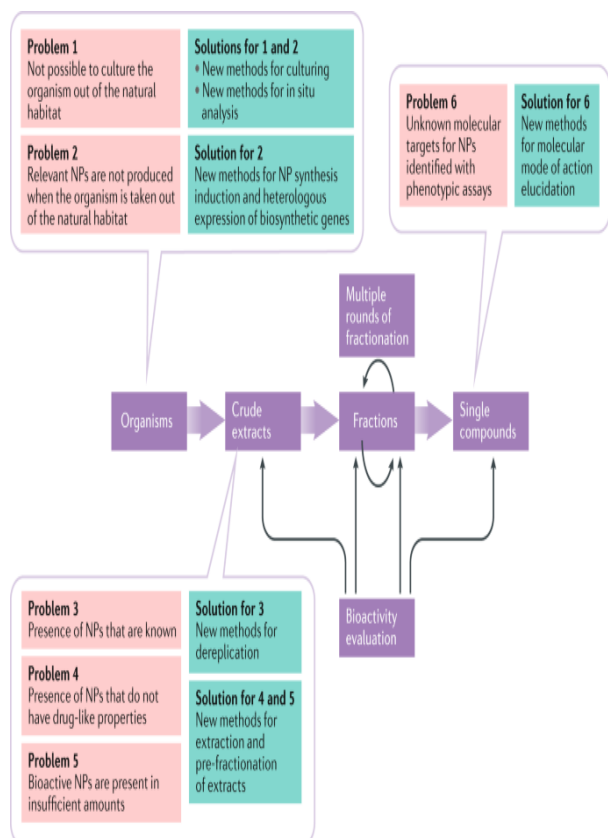 Problem 1
Not possible to culture the
organism out of the natural
habitat
Solutions for 1 and 2
• New methods for culturing
• New methods for in situ
analysis
Problem 2
Relevant NPs are not produced
when the organism is taken out
of the natural habitat
Solution for 2
New methods for NP synthesis
induction and heterologous
expression of biosynthetic genes
Problem 6
Unknown molecular
targets for NPs
identified with
phenotypic assays
Solution for 6
New methods
for molecular
mode of action
elucidation
Multiple
rounds of
fractionation
Organisms
Crude
extracts
Fractions
Single
compounds
Bioactivity
evaluation
Problem 3
Presence of NPs that are known
Solution for 3
New methods for
dereplication
Problem 4
Presence of NPs that do not
have drug-like properties
Solution for 4 and 5
New methods for
extraction and
pre-fractionation
of extracts
Problem 5
Bioactive NPs are present in
insufficient amounts